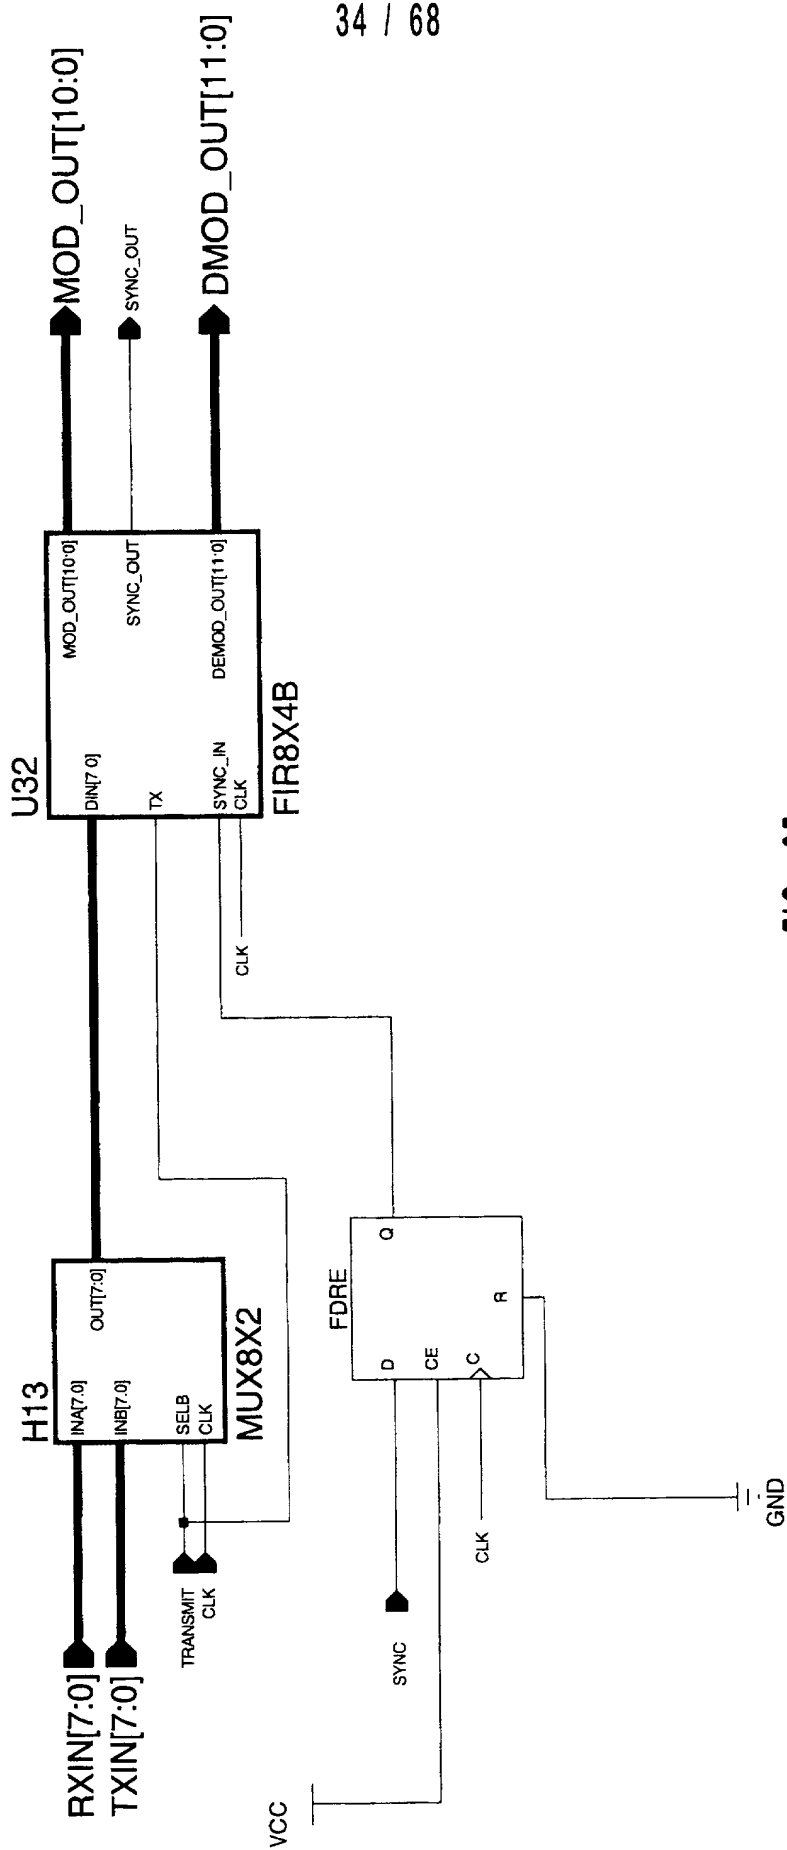 34 / 68
U32
H13
RXIN[7:0]
TXIN[7:0]
INA[7:0]
INB[7:0]
OUT[7:0]
SELB
CLK
MUX8X2
TRANSMIT
CLK
DIN[7 0]
TX
SYNC_IN
CLK
MOD_OUT[10:0]
SYNC_OUT
DEMOD_OUT[11:0]
FIR8X4B
CLK
MOD_OUT[10:0]
SYNC_OUT
DMOD_OUT[11:0]
FDRE
D
CE
C
Q
R
SYNC
CLK
VCC
GND